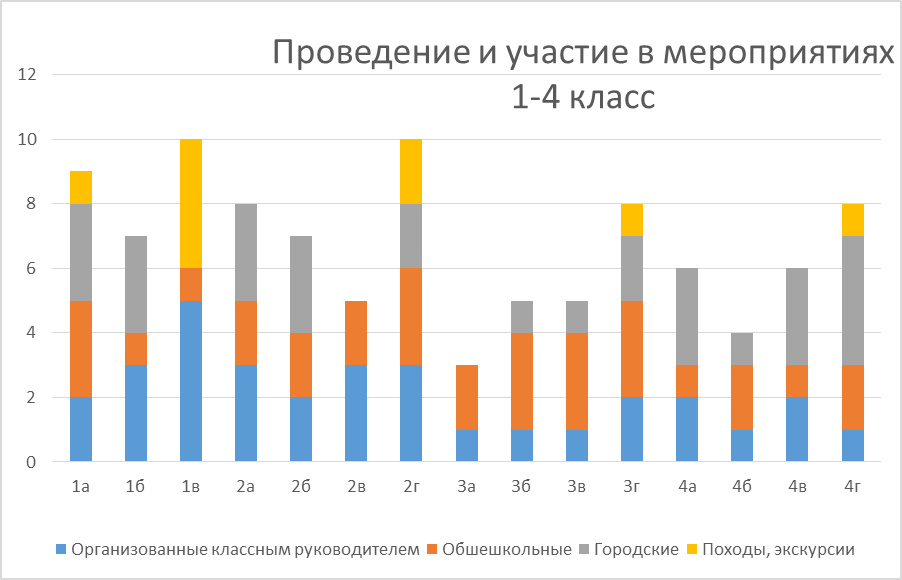 Проведение и участие в мероприятиях
1-4 класс
12
10
8
6
4
2
0
1а 1б 1в 2а 2б 2в 2г 3а 3б 3в 3г 4а 4б 4в 4г
Организованные классным руководителем Обшешкольные Городские Походы, экскурсии